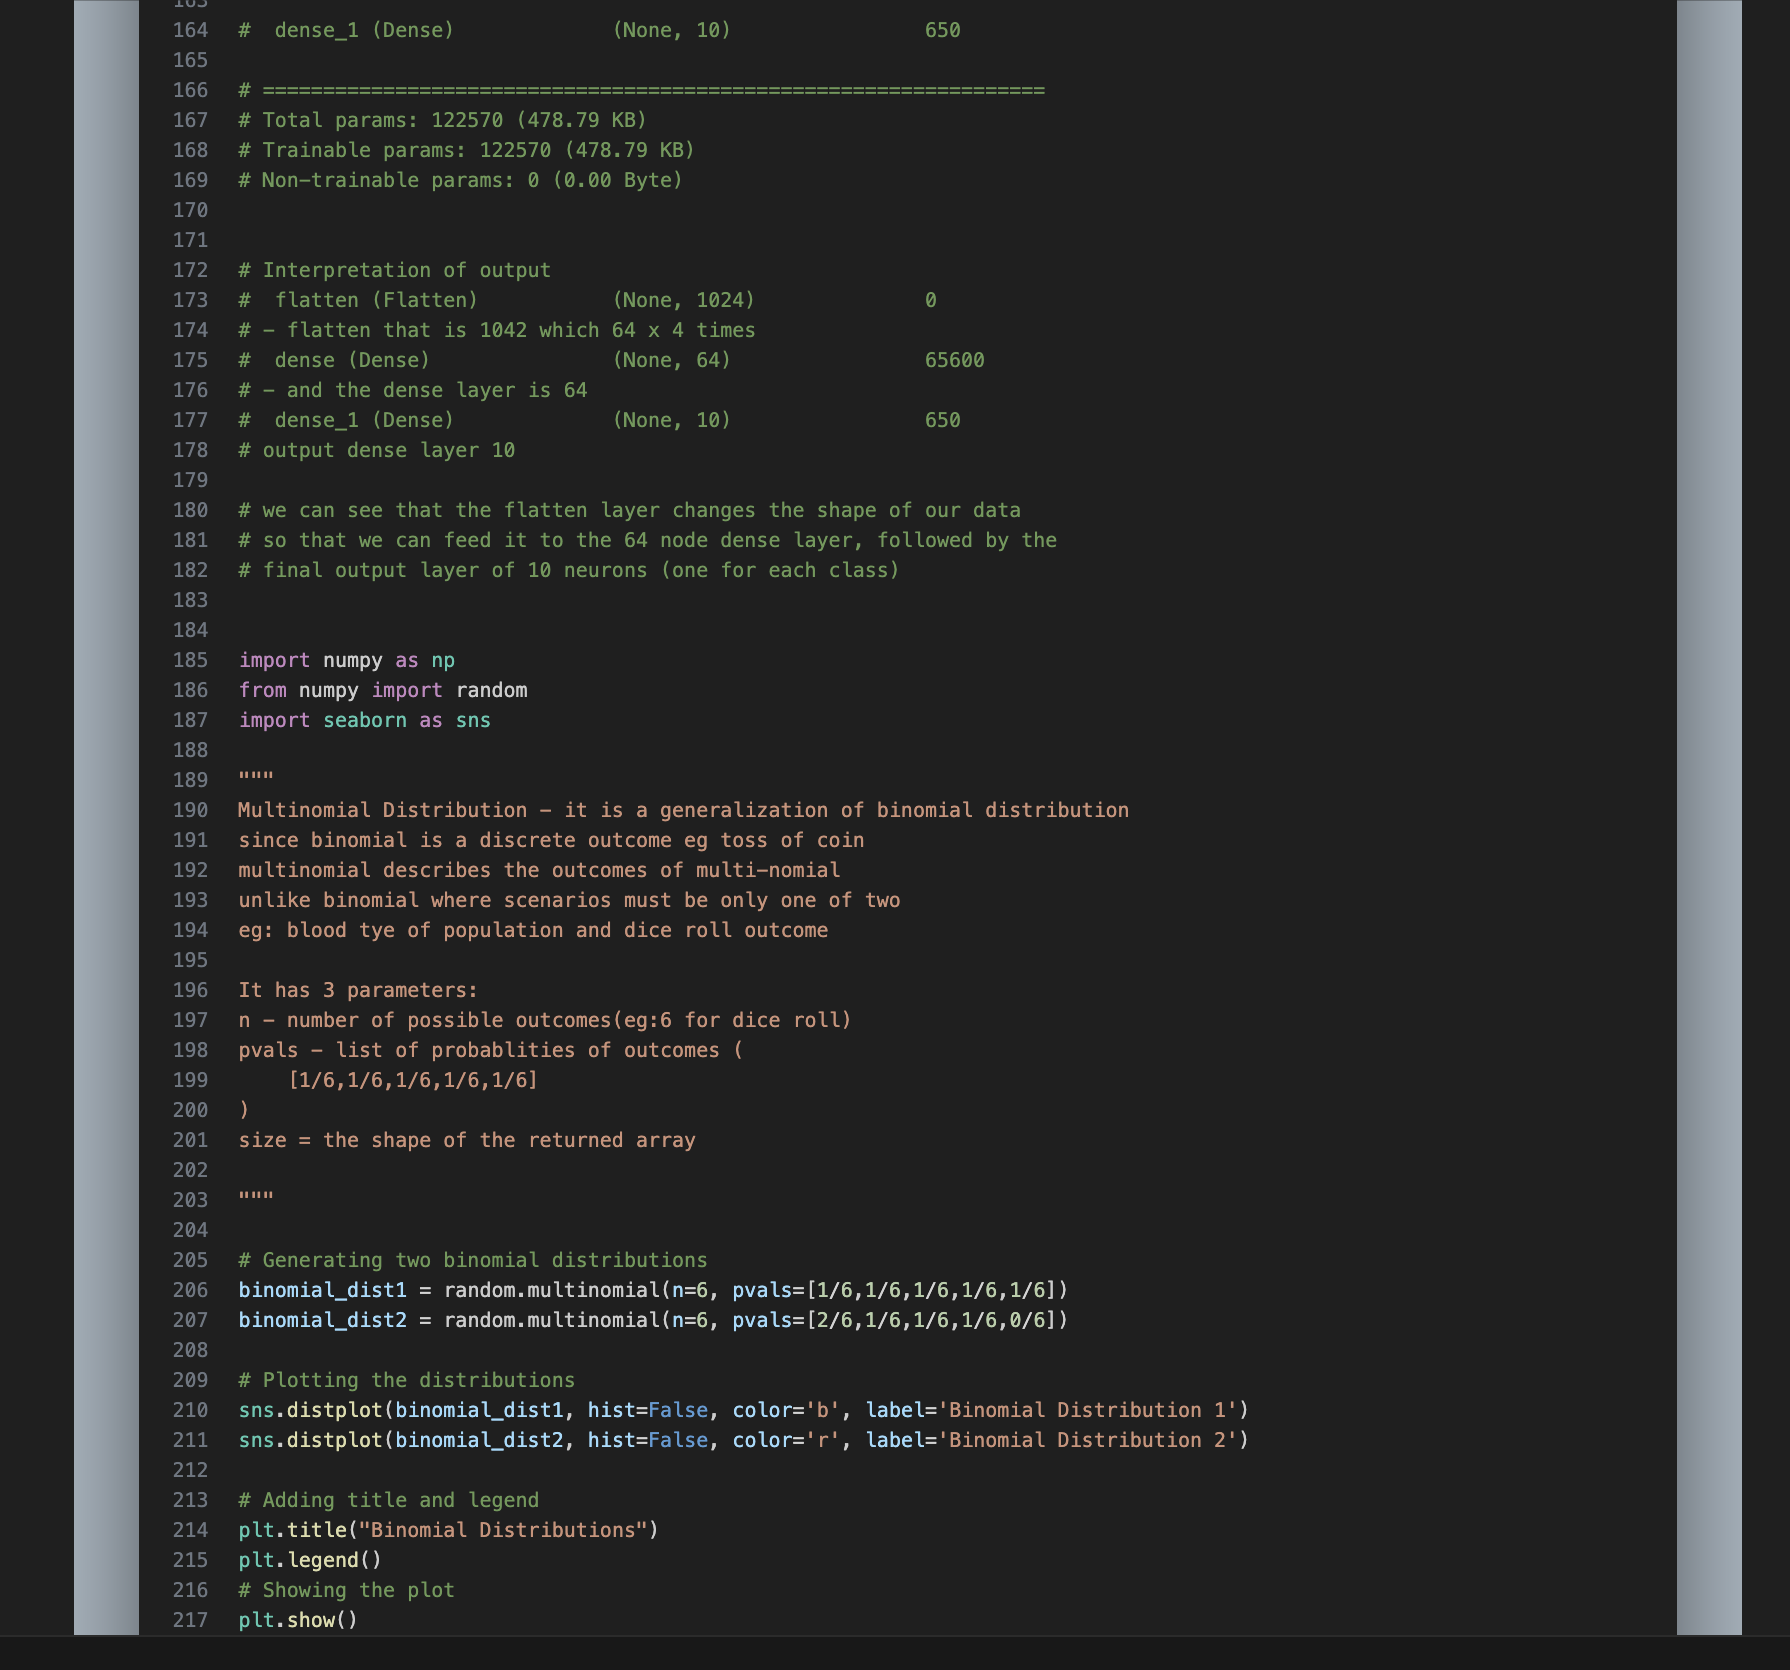 164 #  dense_1 (Dense)             (None, 10)                650
165
166 # =================================================================
167 # Total params: 122570 (478.79 KB)
168 # Trainable params: 122570 (478.79 KB)
169 # Non-trainable params: 0 (0.00 Byte)
170
171
172 # Interpretation of output
173 #  flatten (Flatten)           (None, 1024)              0
174 # - flatten that is 1042 which 64 x 4 times
175 #  dense (Dense)               (None, 64)                65600
176 # - and the dense layer is 64
177 #  dense_1 (Dense)             (None, 10)                650
178 # output dense layer 10
179
180 # we can see that the flatten layer changes the shape of our data
181 # so that we can feed it to the 64 node dense layer, followed by the
182 # final output layer of 10 neurons (one for each class)
183
184
185 import numpy as np
186 from numpy import random
187 import seaborn as sns
188
189 """
190 Multinomial Distribution - it is a generalization of binomial distribution
191 since binomial is a discrete outcome eg toss of coin
192 multinomial describes the outcomes of multi-nomial
193 unlike binomial where scenarios must be only one of two
194 eg: blood tye of population and dice roll outcome
195
196 It has 3 parameters:
197 n - number of possible outcomes(eg:6 for dice roll)
198 pvals - list of probablities of outcomes (
199     [1/6,1/6,1/6,1/6,1/6]
200 )
201 size = the shape of the returned array
202
203 """
204
205 # Generating two binomial distributions
206 binomial_dist1 = random.multinomial(n=6, pvals=[1/6,1/6,1/6,1/6,1/6])
207 binomial_dist2 = random.multinomial(n=6, pvals=[2/6,1/6,1/6,1/6,0/6])
208
209 # Plotting the distributions
210 sns.distplot(binomial_dist1, hist=False, color='b', label='Binomial Distribution 1')
211 sns.distplot(binomial_dist2, hist=False, color='r', label='Binomial Distribution 2')
212
213 # Adding title and legend
214 plt.title("Binomial Distributions")
215 plt.legend()
216 # Showing the plot
217 plt.show()